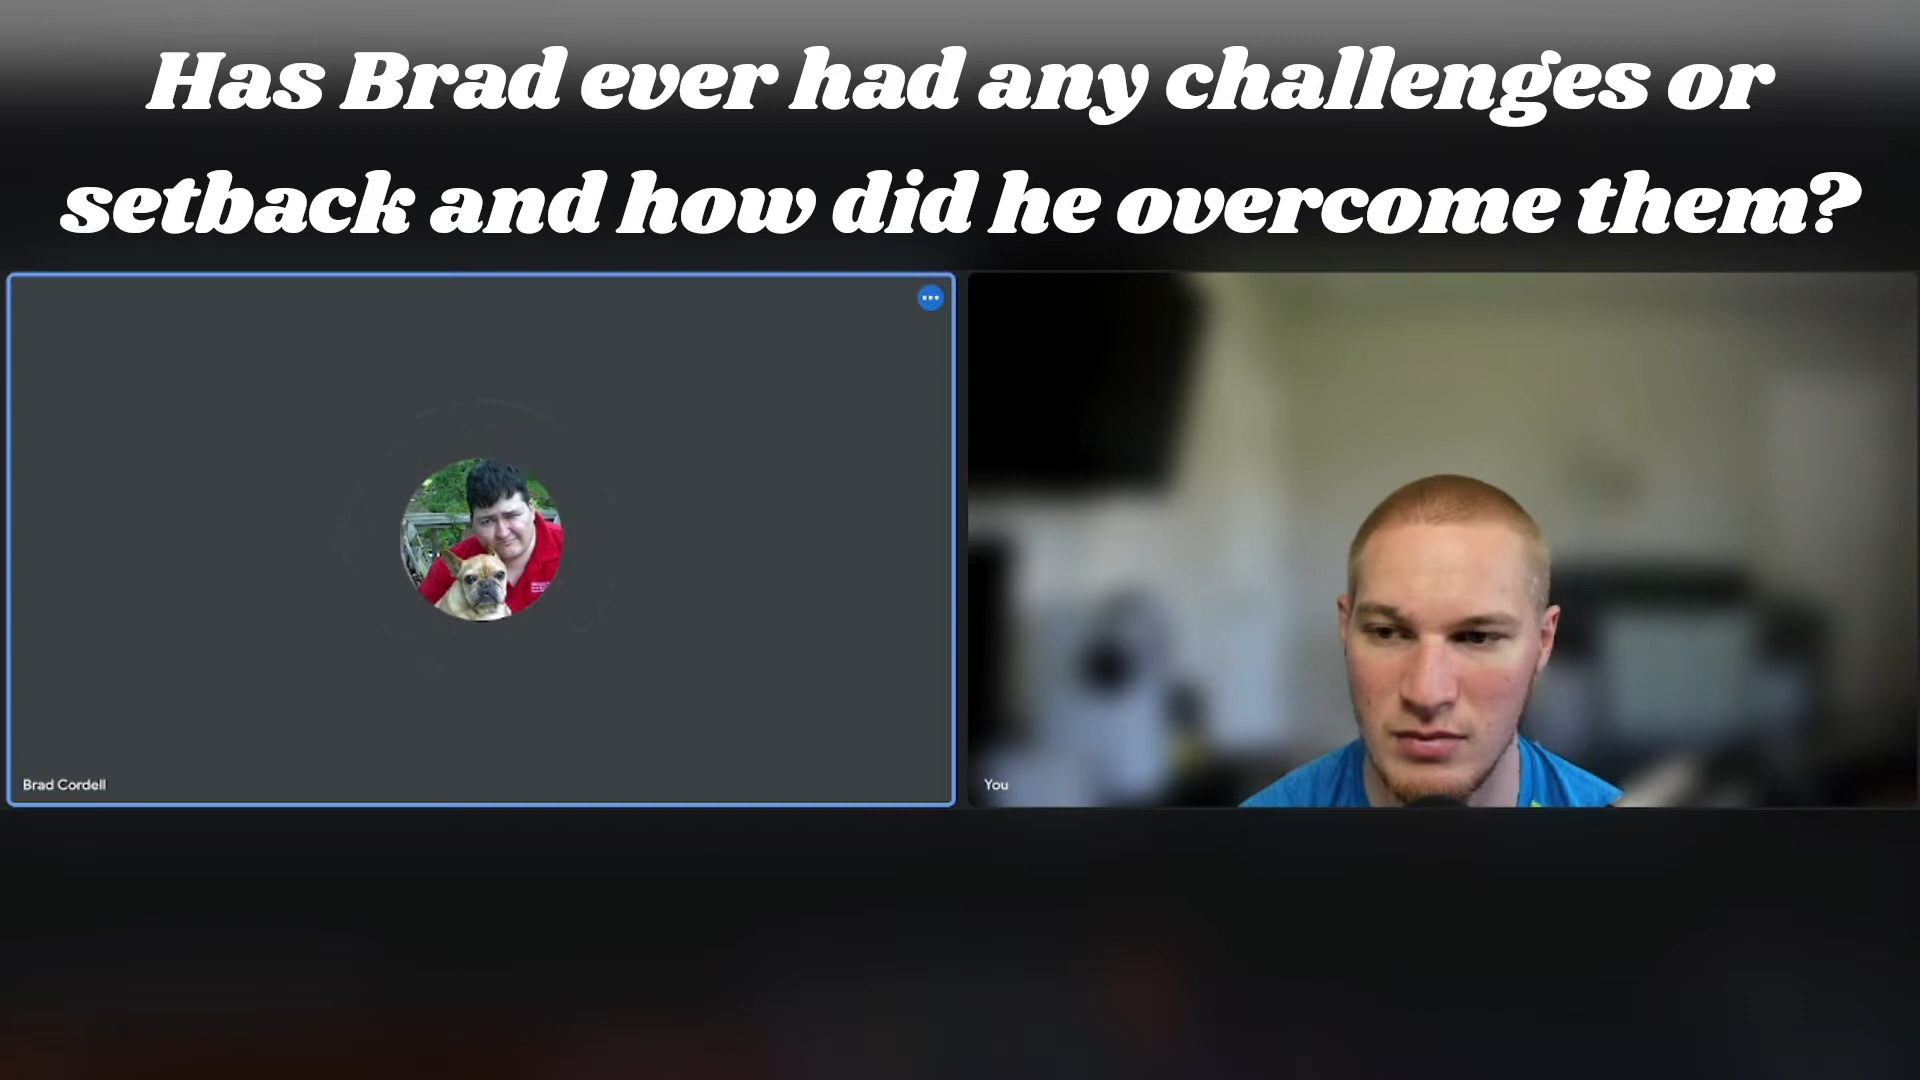 Has Brad ever had any challenges or
setback and how did he overcome them?
Brad Cordell
You